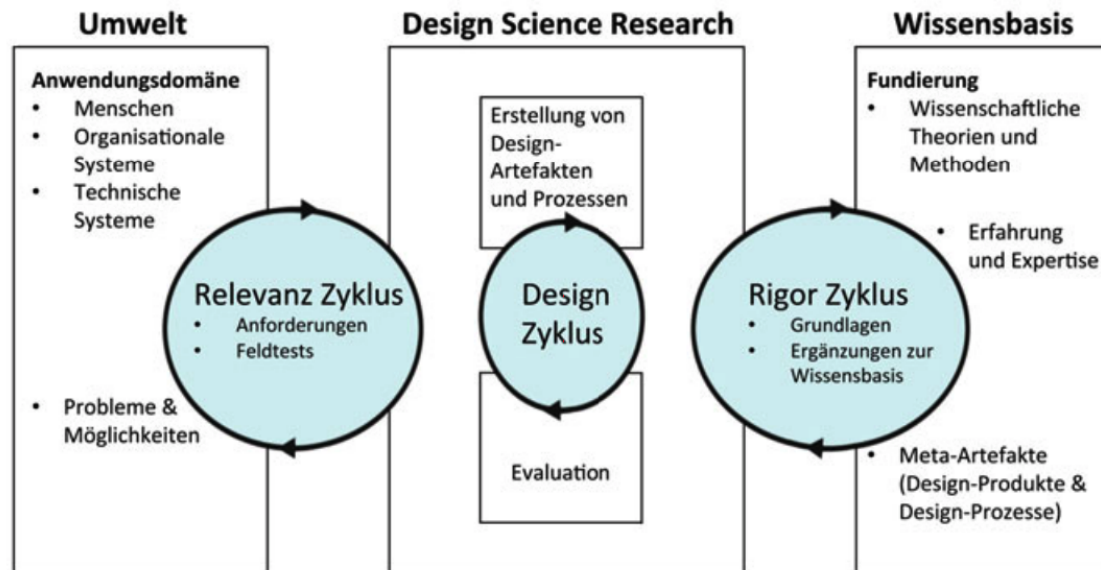 Umwelt
Anwendungsdomäne
• Menschen
• Organisationale
Systeme
• Technische
Systeme
• Probleme &
Möglichkeiten
Relevanz Zyklus
• Anforderungen
• Feldtests
Design Science Research
Erstellung von
Design-
Artefakten
und Prozessen
Design
Zyklus
Evaluation
Rigor Zyklus
• Grundlagen
• Ergänzungen zur
Wissensbasis
Wissensbasis
Fundierung
• Wissenschaftliche
Theorien und
Methoden
• Erfahrung
und Expertise
• Meta-Artefakte
(Design-Produkte &
Design-Prozesse)